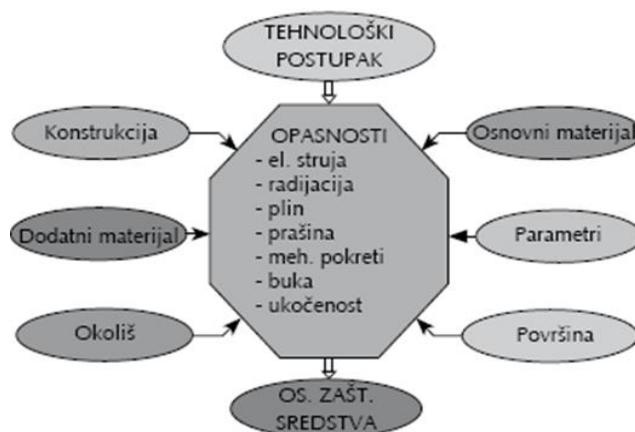 TEHNOLOŠKI
POSTUPAK
Konstrukcija
OPASNOSTI
- el. struja
- radijacija
- plin
- prašina
- meh. pokreti
- buka
- ukočenost
Osnovni materijal
Dodatni materijal
Parametri
Okoliš
Površina
OS. ZAŠT.
SREDSTVA